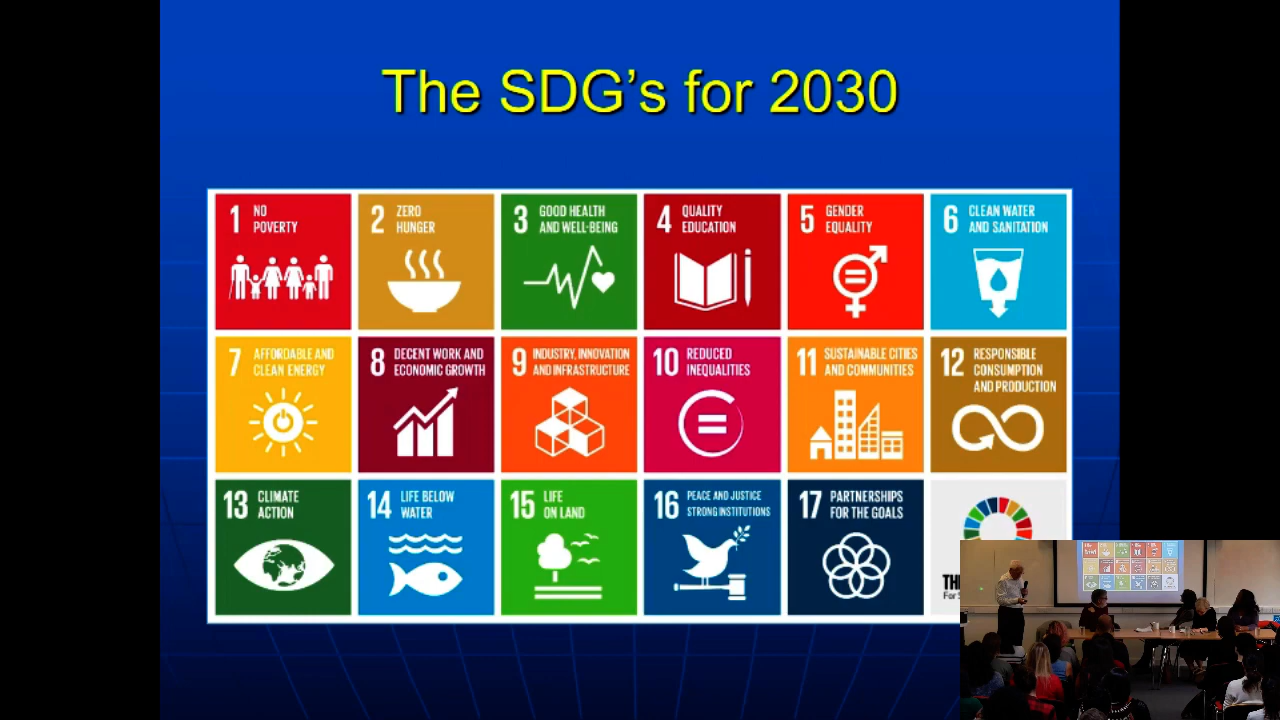 The SDG’s for 2030
1 NO
POVERTY
2 ZERO
HUNGER
3 GOOD HEALTH
AND WELL-BEING
4 QUALITY
EDUCATION
5 GENDER
EQUALITY
6 CLEAN WATER
AND SANITATION
7 AFFORDABLE AND
CLEAN ENERGY
8 DECENT WORK AND
ECONOMIC GROWTH
9 INDUSTRY, INNOVATION
AND INFRASTRUCTURE
10 REDUCED
INEQUALITIES
11 SUSTAINABLE CITIES
AND COMMUNITIES
12 RESPONSIBLE
CONSUMPTION
AND PRODUCTION
13 CLIMATE
ACTION
14 LIFE BELOW
WATER
15 LIFE
ON LAND
16 PEACE AND JUSTICE
STRONG INSTITUTIONS
17 PARTNERSHIPS
FOR THE GOALS
For